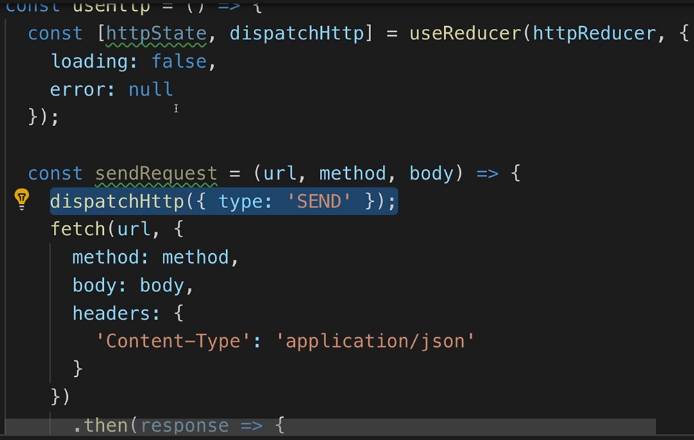 const useHttp = () => {
  const [httpState, dispatchHttp] = useReducer(httpReducer, {
    loading: false,
    error: null
  });
  const sendRequest = (url, method, body) => {
    dispatchHttp({ type: 'SEND' });
    fetch(url, {
      method: method,
      body: body,
      headers: {
        'Content-Type': 'application/json'
      }
    })
      .then(response => {